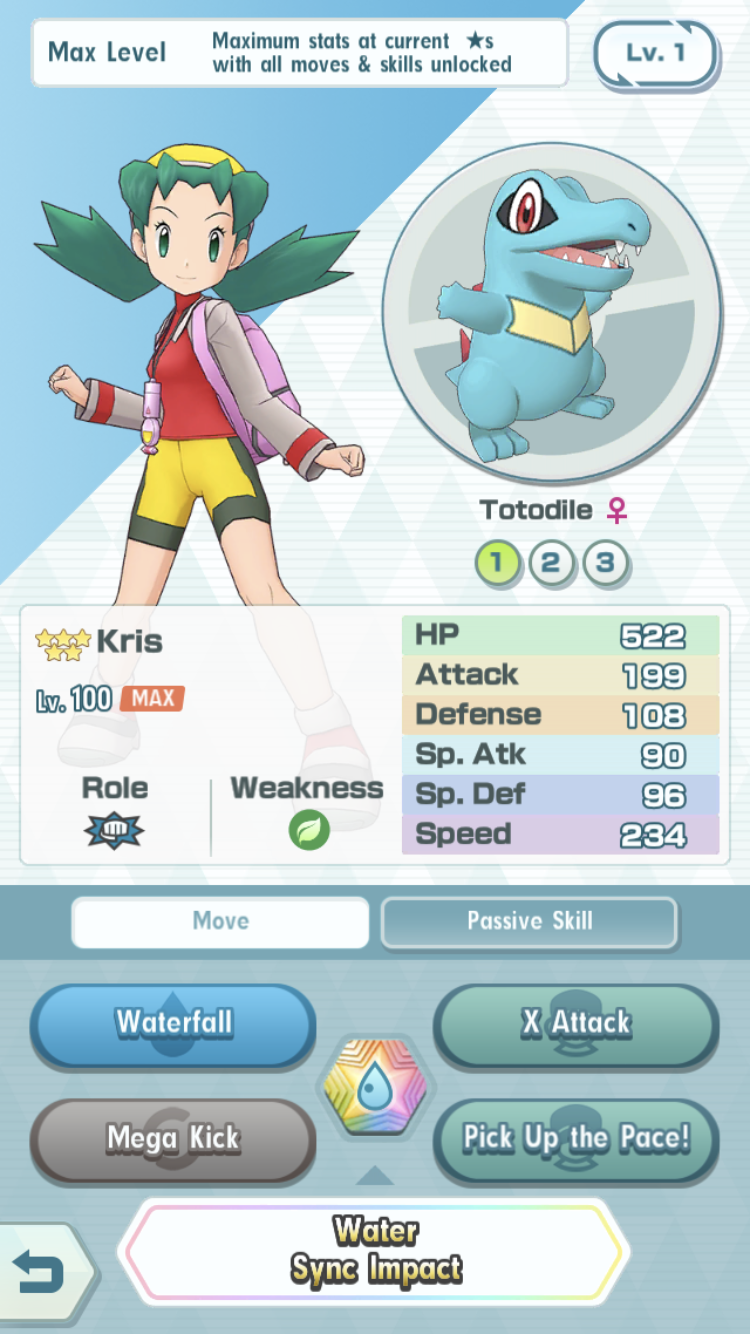 Max Level
Maximum stats at current ★s
with all moves & skills unlocked
Lv. 1
Totodile ♀
1 2 3
Kris
Lv. 100 MAX
Role
Weakness
HP 522
Attack 199
Defense 108
Sp. Atk 90
Sp. Def 96
Speed 234
Move
Passive Skill
Waterfall
X Attack
Mega Kick
Pick Up the Pace!
Water
Sync Impact